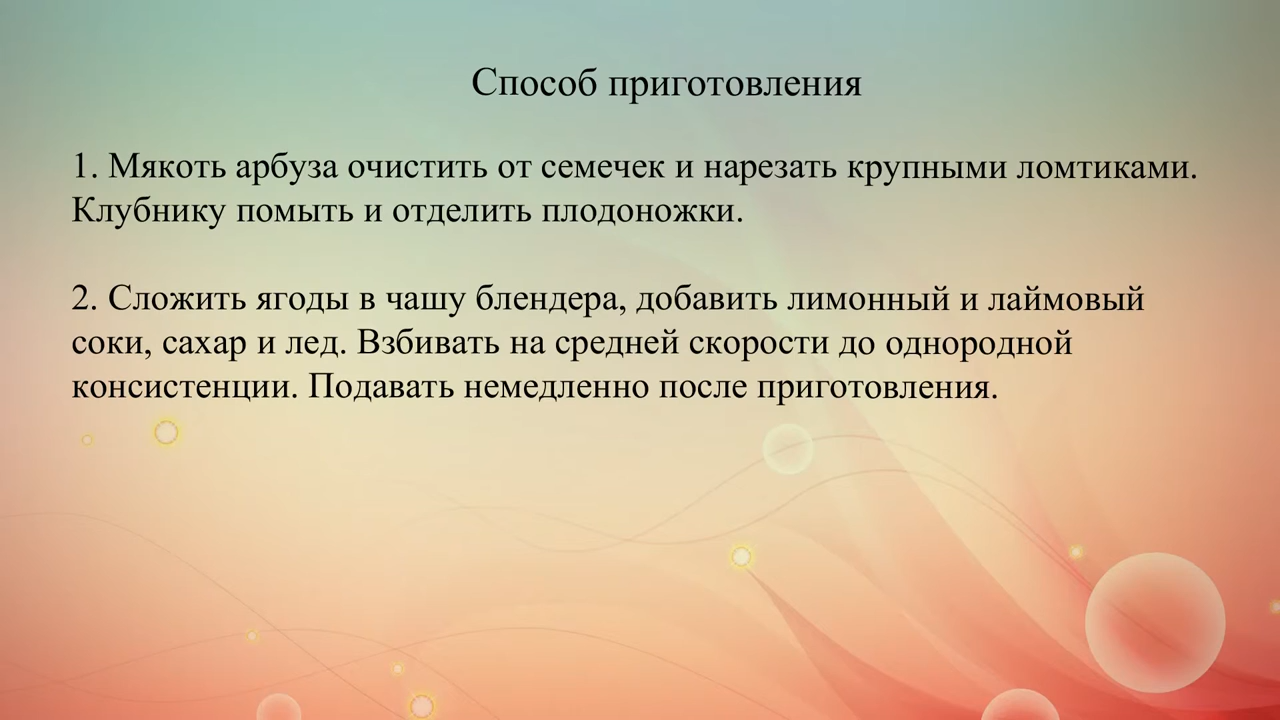 Способ приготовления
1. Мякоть арбуза очистить от семечек и нарезать крупными ломтиками.
Клубнику помыть и отделить плодоножки.
2. Сложить ягоды в чашу блендера, добавить лимонный и лаймовый
соки, сахар и лед. Взбивать на средней скорости до однородной
консистенции. Подавать немедленно после приготовления.